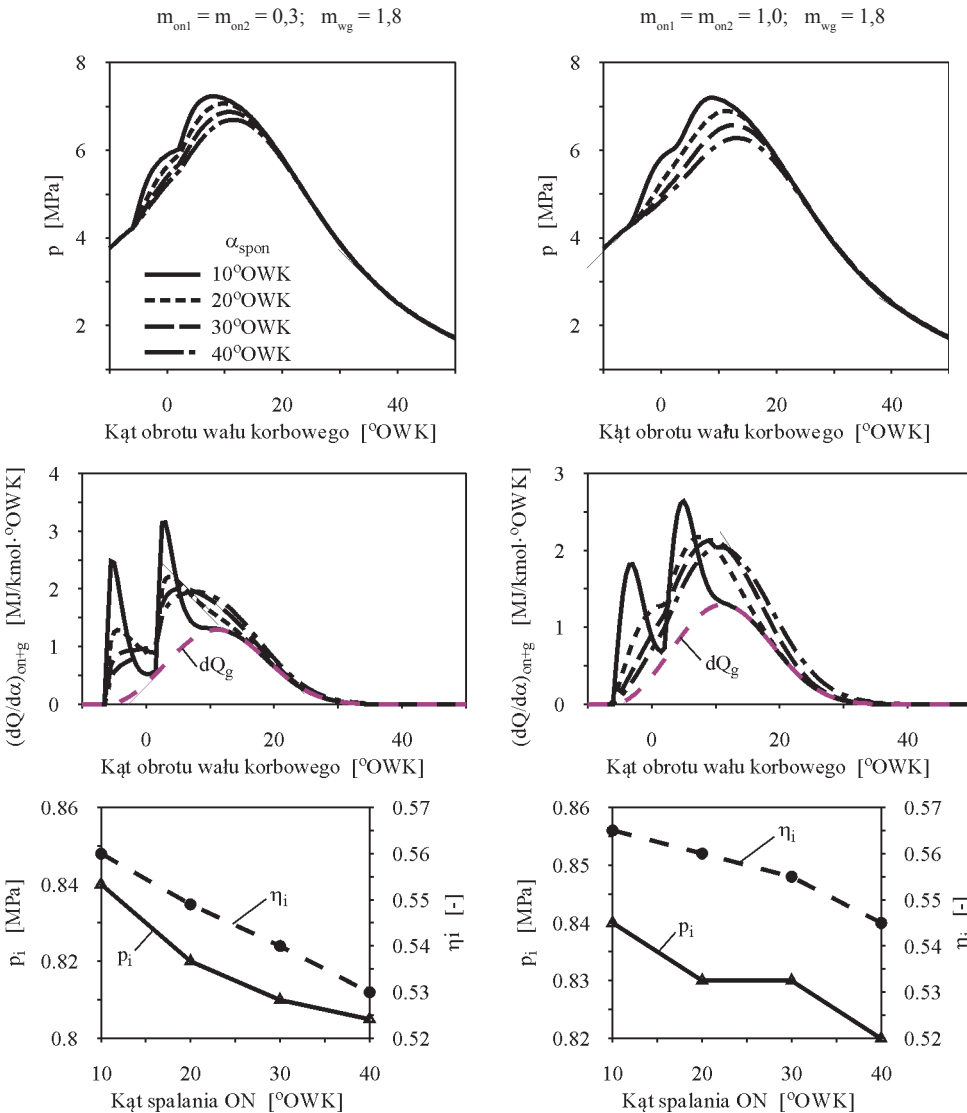 m_on1 = m_on2 = 0,3; m_wg = 1,8
m_on1 = m_on2 = 1,0; m_wg = 1,8
8
6
4
2
p [MPa]
α_spon
10°OWK
20°OWK
30°OWK
40°OWK
0 20 40
Kąt obrotu wału korbowego [°OWK]
8
6
4
2
p [MPa]
0 20 40
Kąt obrotu wału korbowego [°OWK]
4
3
2
1
0
(dQ/dα)_on+g [MJ/kmol·°OWK]
dQ_g
0 20 40
Kąt obrotu wału korbowego [°OWK]
3
2
1
0
(dQ/dα)_on+g [MJ/kmol·°OWK]
dQ_g
0 20 40
Kąt obrotu wału korbowego [°OWK]
0.86
0.84
0.82
0.8
p_i [MPa]
η_i
p_i
0.57
0.56
0.55
0.54
0.53
0.52
η_i [-]
10 20 30 40
Kąt spalania ON [°OWK]
0.86
0.85
0.84
0.83
0.82
p_i [MPa]
η_i
p_i
0.57
0.56
0.55
0.54
0.53
0.52
η_i [-]
10 20 30 40
Kąt spalania ON [°OWK]